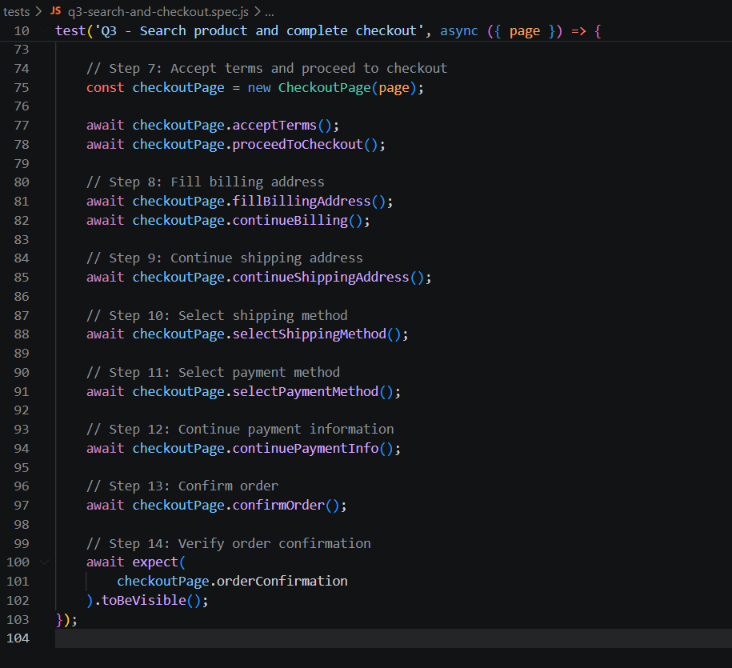 tests > JS q3-search-and-checkout.spec.js > ...
10 test('Q3 - Search product and complete checkout', async ({ page }) => {
73
74 // Step 7: Accept terms and proceed to checkout
75 const checkoutPage = new CheckoutPage(page);
76
77 await checkoutPage.acceptTerms();
78 await checkoutPage.proceedToCheckout();
79
80 // Step 8: Fill billing address
81 await checkoutPage.fillBillingAddress();
82 await checkoutPage.continueBilling();
83
84 // Step 9: Continue shipping address
85 await checkoutPage.continueShippingAddress();
86
87 // Step 10: Select shipping method
88 await checkoutPage.selectShippingMethod();
89
90 // Step 11: Select payment method
91 await checkoutPage.selectPaymentMethod();
92
93 // Step 12: Continue payment information
94 await checkoutPage.continuePaymentInfo();
95
96 // Step 13: Confirm order
97 await checkoutPage.confirmOrder();
98
99 // Step 14: Verify order confirmation
100 await expect(
101 checkoutPage.orderConfirmation
102 ).toBeVisible();
103 });
104